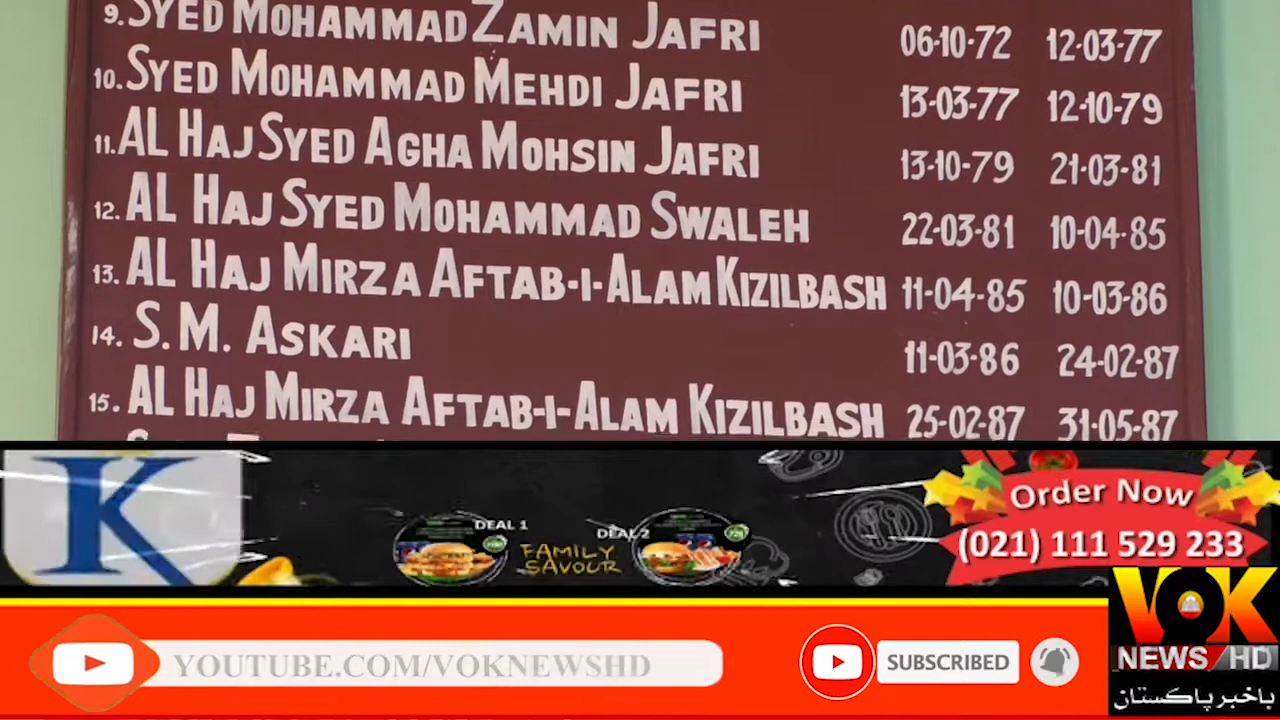 9. SYED MOHAMMAD ZAMIN JAFRI 06-10-72 12-03-77
10. SYED MOHAMMAD MEHDI JAFRI 13-03-77 12-10-79
11. AL HAJ SYED AGHA MOHSIN JAFRI 13-10-79 21-03-81
12. AL HAJ SYED MOHAMMAD SWALEH 22-03-81 10-04-85
13. AL HAJ MIRZA AFTAB-I-ALAM KIZILBASH 11-04-85 10-03-86
14. S.M. ASKARI 11-03-86 24-02-87
15. AL HAJ MIRZA AFTAB-I-ALAM KIZILBASH 25-02-87 31-05-87
K
DEAL 1
FAMILY SAVOUR
DEAL 2
Order Now
(021) 111 529 233
YOUTUBE.COM/VOKNEWSHD
SUBSCRIBED
VOK
NEWS HD
باخبر پاکستان